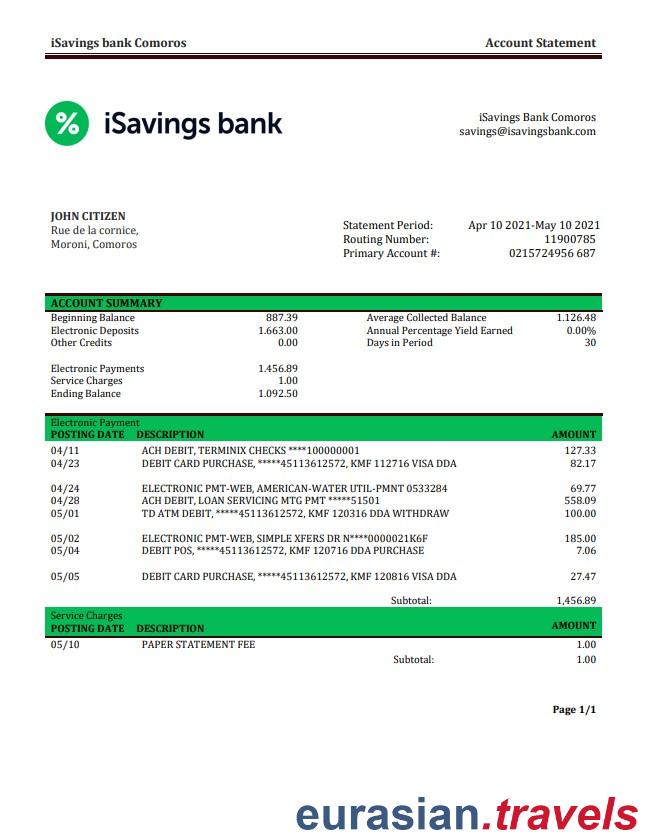 iSavings bank Comoros Account Statement
% iSavings bank
iSavings Bank Comoros
savings@isavingsbank.com
JOHN CITIZEN
Rue de la cornice,
Moroni, Comoros
Statement Period: Apr 10 2021-May 10 2021
Routing Number: 11900785
Primary Account #: 0215724956 687
ACCOUNT SUMMARY
Beginning Balance 887.39 Average Collected Balance 1.126.48
Electronic Deposits 1.663.00 Annual Percentage Yield Earned 0.00%
Other Credits 0.00 Days in Period 30
Electronic Payments 1.456.89
Service Charges 1.00
Ending Balance 1.092.50
Electronic Payment
POSTING DATE DESCRIPTION AMOUNT
04/11 ACH DEBIT, TERMINIX CHECKS ****100000001 127.33
04/23 DEBIT CARD PURCHASE, *****45113612572, KMF 112716 VISA DDA 82.17
04/24 ELECTRONIC PMT-WEB, AMERICAN-WATER UTIL-PMNT 0533284 69.77
04/28 ACH DEBIT, LOAN SERVICING MTG PMT *****51501 558.09
05/01 TD ATM DEBIT, *****45113612572, KMF 120316 DDA WITHDRAW 100.00
05/02 ELECTRONIC PMT-WEB, SIMPLE XFERS DR N****0000021K6F 185.00
05/04 DEBIT POS, *****45113612572, KMF 120716 DDA PURCHASE 7.06
05/05 DEBIT CARD PURCHASE, *****45113612572, KMF 120816 VISA DDA 27.47
Subtotal: 1,456.89
Service Charges
POSTING DATE DESCRIPTION AMOUNT
05/10 PAPER STATEMENT FEE 1.00
Subtotal: 1.00
Page 1/1
eurasian.travels